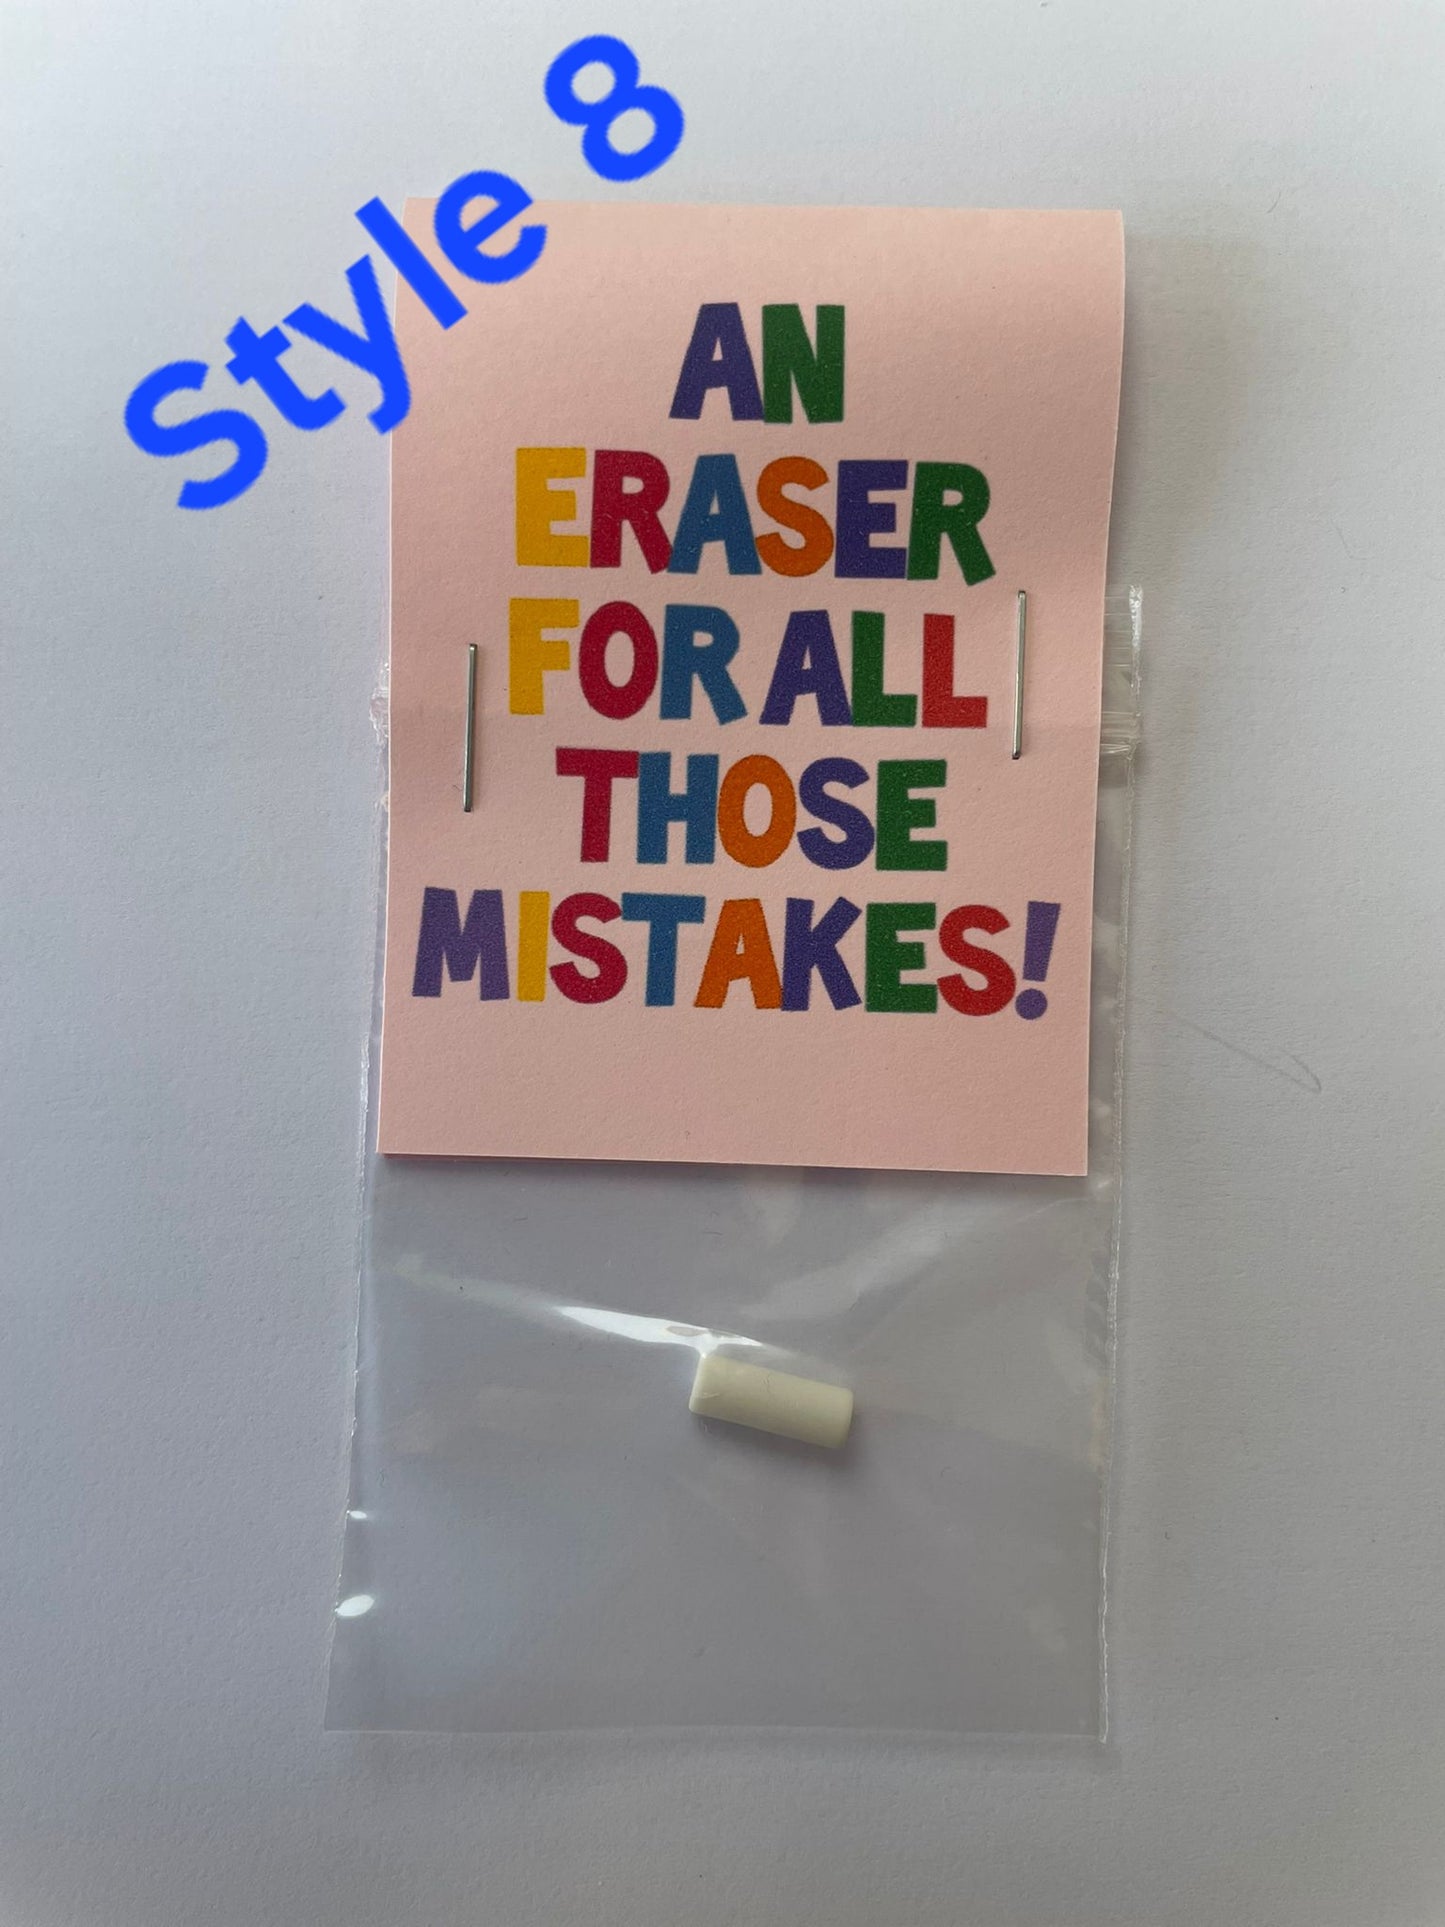 Style 8
AN
ERASER
FOR ALL
THOSE
MISTAKES!